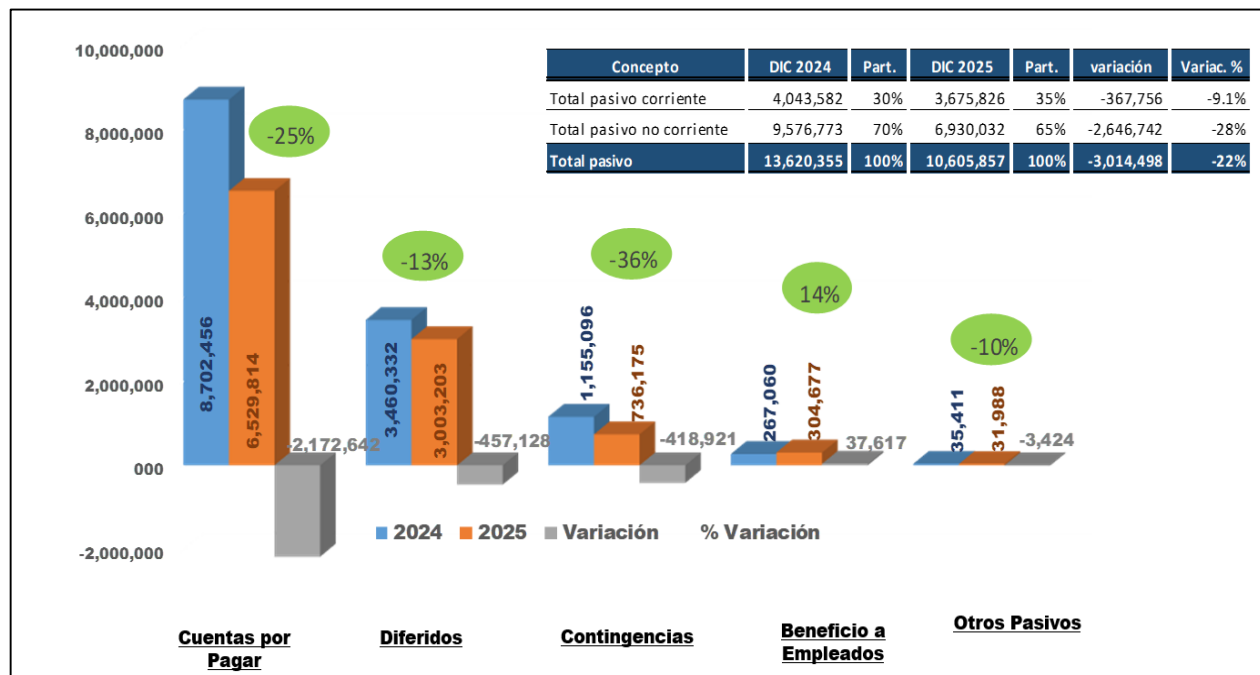 Concepto DIC 2024 Part. DIC 2025 Part. variación Variac. %
Total pasivo corriente 4,043,582 30% 3,675,826 35% -367,756 -9.1%
Total pasivo no corriente 9,576,773 70% 6,930,032 65% -2,646,742 -28%
Total pasivo 13,620,355 100% 10,605,857 100% -3,014,498 -22%
10,000,000
8,000,000
6,000,000
4,000,000
2,000,000
000
-2,000,000
-25%
-13%
-36%
14%
-10%
8,702,456
6,529,814
-2,172,642
3,460,332
3,003,203
-457,128
1,155,096
736,175
-418,921
267,060
304,677
37,617
35,411
31,988
-3,424
2024 2025 Variación % Variación
Cuentas por
Pagar
Diferidos
Contingencias
Beneficio a
Empleados
Otros Pasivos